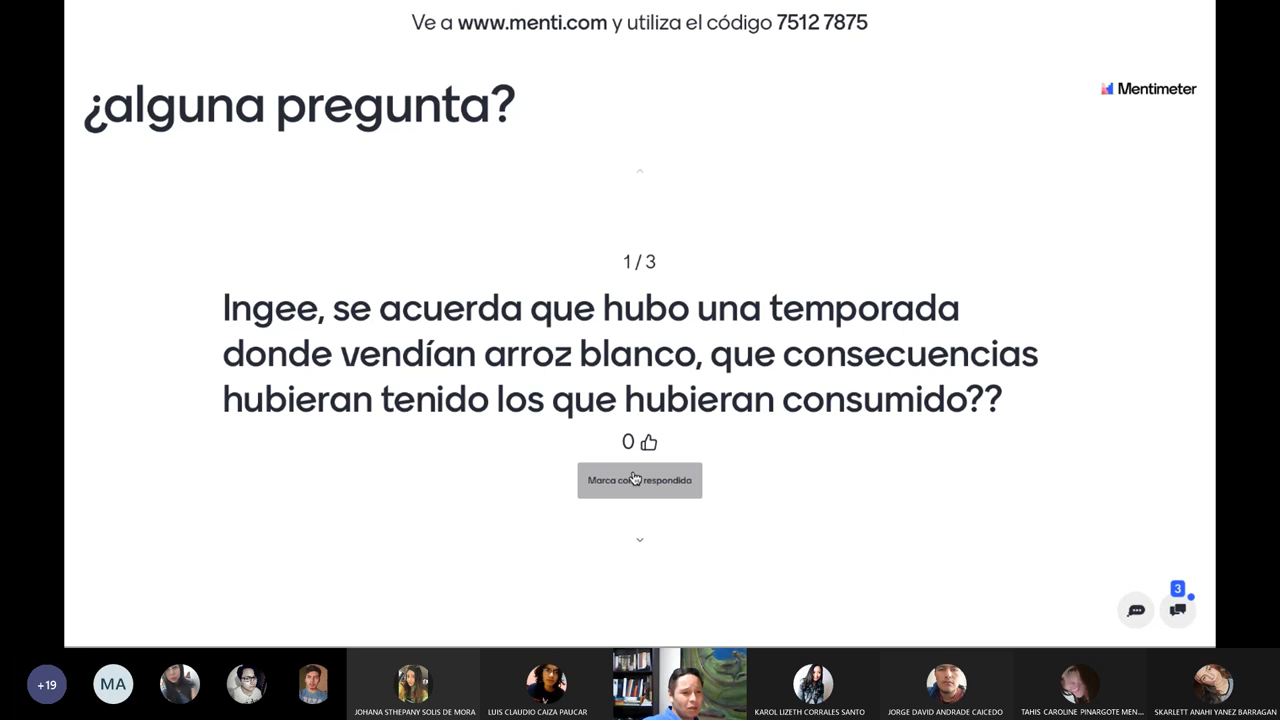 Ve a www.menti.com y utiliza el código 7512 7875
¿alguna pregunta?
Mentimeter
1 / 3
Ingee, se acuerda que hubo una temporada
donde vendían arroz blanco, que consecuencias
hubieran tenido los que hubieran consumido??
0
Marca respondida
3
+19
MA
JOHANA STHEPANY SOLIS DE MORA
LUIS CLAUDIO CAIZA PAUCAR
KAROL LIZETH CORRALES SANTO
JORGE DAVID ANDRADE CAICEDO
TAHIS CAROLINE PINARGOTE MEN...
SKARLETT ANAHI YANEZ BARRAGAN